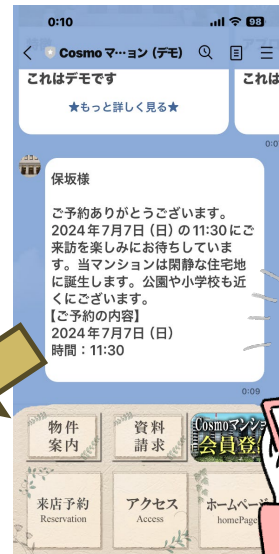 0:10
98
Cosmo マ…ョン (デモ)
これはデモです
これは
★もっと詳しく見る★
保坂様
ご予約ありがとうございます。
2024年7月7日 (日) の11:30にご
来訪を楽しみにお待ちしていま
す。当マンションは閑静な住宅地
に誕生します。公園や小学校も近
くにございます。
【ご予約の内容】
2024年7月7日 (日)
時間：11:30
0:09
物件
案内
資料
請求
Cosmoマンショ
会員登
来店予約
Reservation
アクセス
Access
ホームペー
homePage